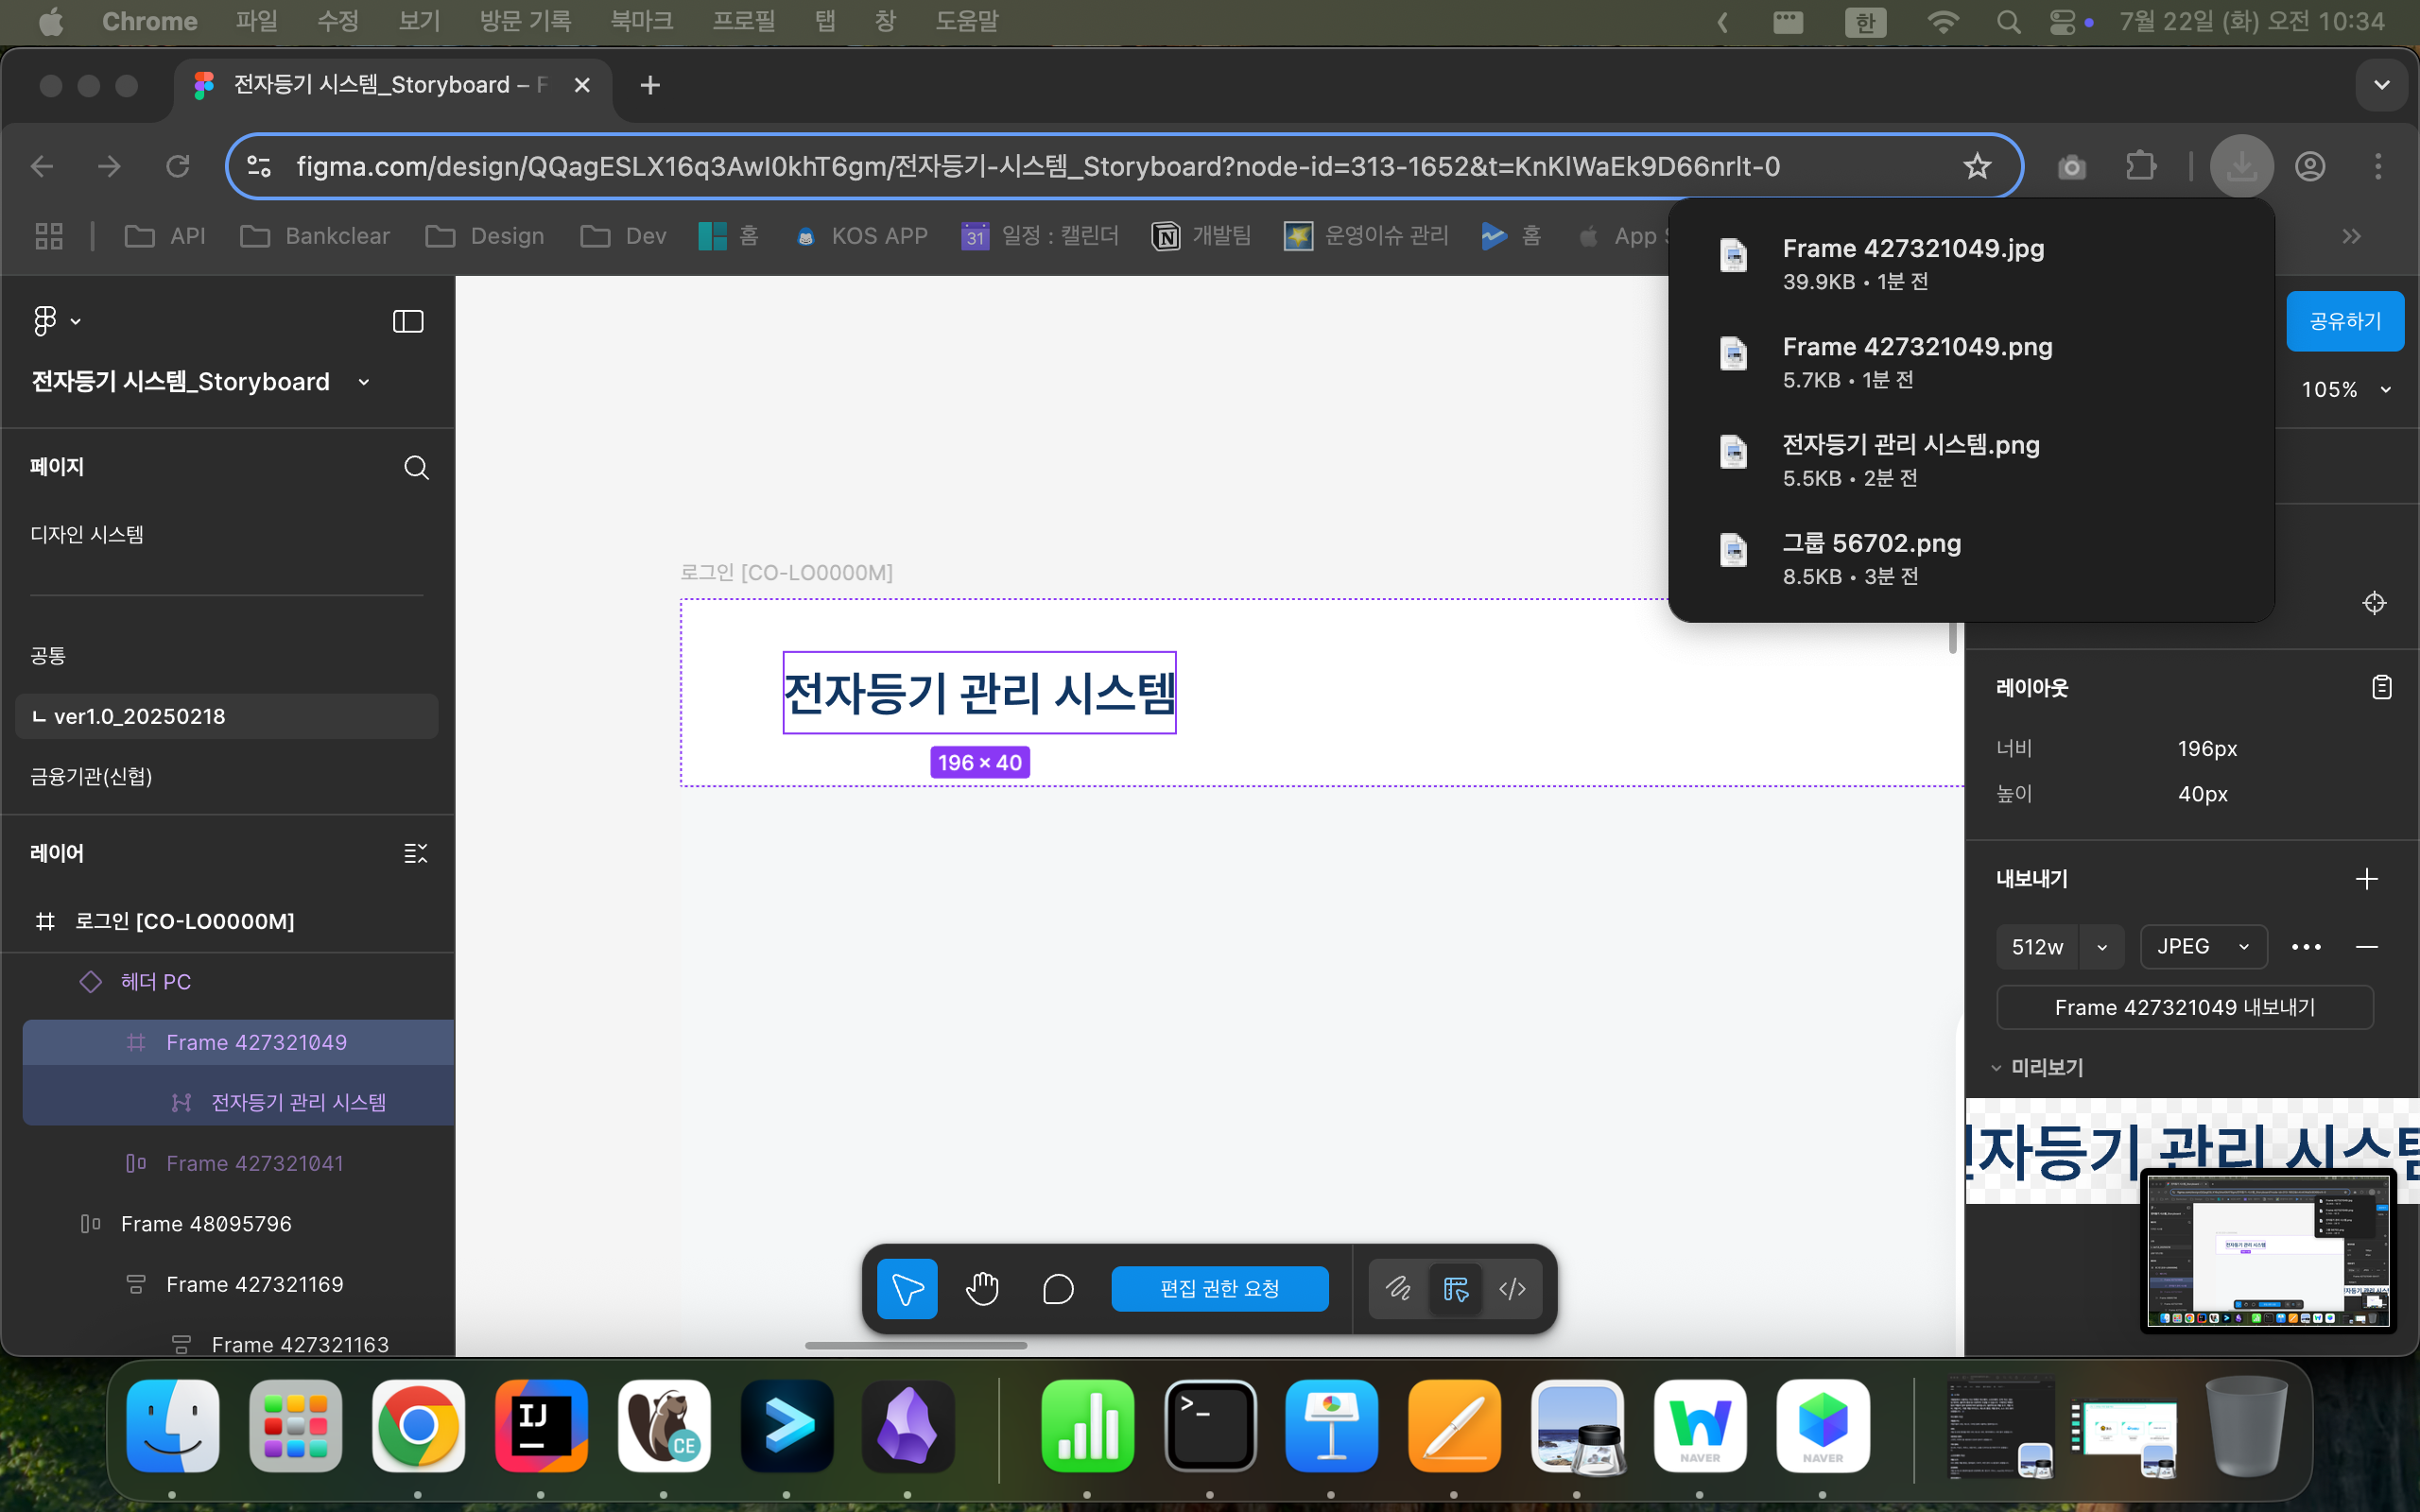 Chrome 파일 수정 보기 방문 기록 북마크 프로필 탭 창 도움말 한 7월 22일 (화) 오전 10:34
전자등기 시스템_Storyboard – F
figma.com/design/QQagESLX16q3AwI0khT6gm/전자등기-시스템_Storyboard?node-id=313-1652&t=KnKlWaEk9D66nrlt-0
API Bankclear Design Dev 홈 KOS APP 31 일정 : 캘린더 개발팀 운영이슈 관리 홈 App
Frame 427321049.jpg
39.9KB • 1분 전
Frame 427321049.png
5.7KB • 1분 전
전자등기 관리 시스템.png
5.5KB • 2분 전
그룹 56702.png
8.5KB • 3분 전
공유하기
105%
전자등기 시스템_Storyboard
페이지
디자인 시스템
공통
ㄴ ver1.0_20250218
금융기관(신협)
레이어
로그인 [CO-LO0000M]
헤더 PC
Frame 427321049
전자등기 관리 시스템
Frame 427321041
Frame 48095796
Frame 427321169
Frame 427321163
로그인 [CO-LO0000M]
전자등기 관리 시스템
196 × 40
편집 권한 요청
레이아웃
너비 196px
높이 40px
내보내기
512w JPEG
Frame 427321049 내보내기
미리보기
전자등기 관리 시스템
IJ
CE
>_
NAVER
NAVER